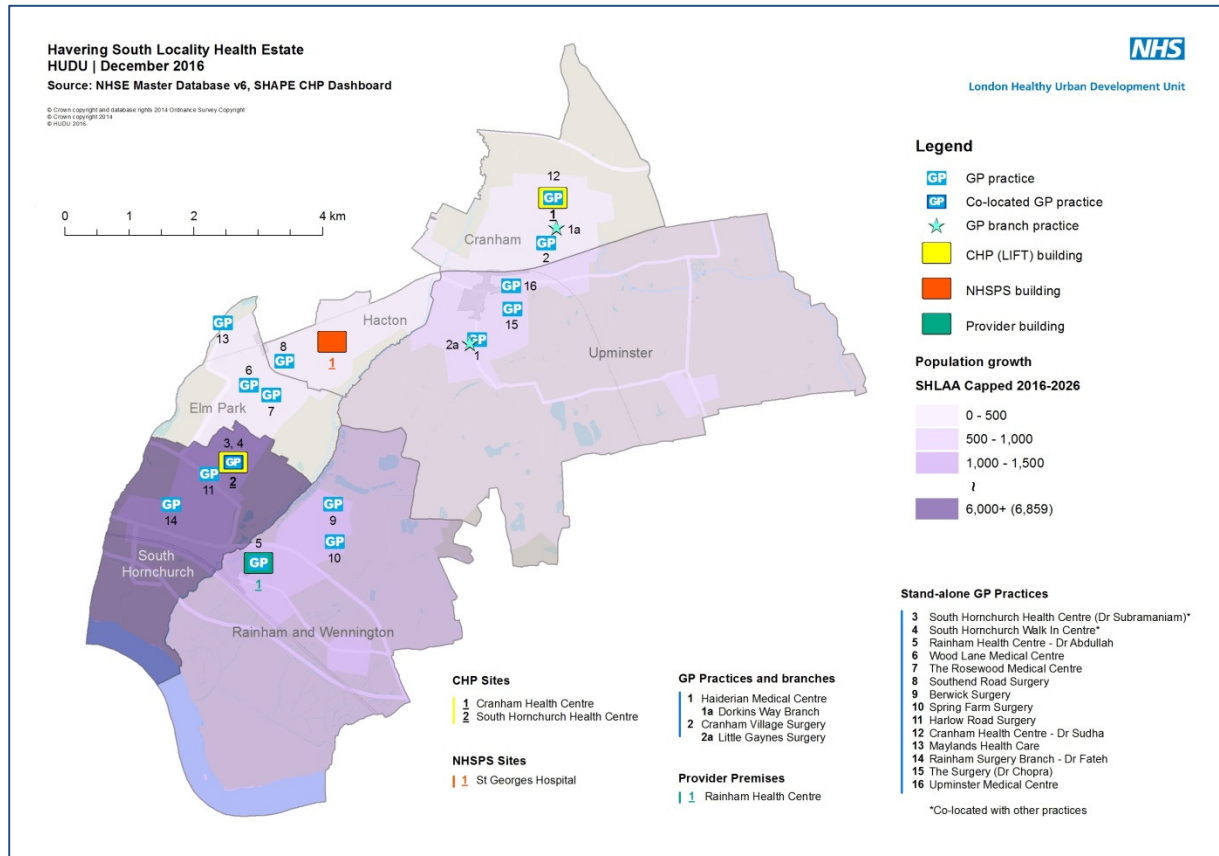 Havering South Locality Health Estate
HUDU | December 2016
Source: NHSE Master Database v6, SHAPE CHP Dashboard
© Crown copyright and database rights 2014 Ordnance Survey Copyright
© Crown copyright 2014
© HUDU 2016
NHS
London Healthy Urban Development Unit
0 1 2 4 km
Legend
GP GP practice
GP Co-located GP practice
GP branch practice
CHP (LIFT) building
NHSPS building
Provider building
Population growth
SHLAA Capped 2016-2026
0 - 500
500 - 1,000
1,000 - 1,500
~
6,000+ (6,859)
12
GP
1
1a
Cranham
GP
2
GP 16
GP
15
2a GP
1
Upminster
Hacton
GP
13
8
GP
1
6
GP
GP
7
Elm Park
3, 4
GP
2
GP
11
GP
14
South
Hornchurch
GP
9
GP
10
5
GP
1
Rainham and Wennington
CHP Sites
1 Cranham Health Centre
2 South Hornchurch Health Centre
NHSPS Sites
1 St Georges Hospital
GP Practices and branches
1 Haiderian Medical Centre
1a Dorkins Way Branch
2 Cranham Village Surgery
2a Little Gaynes Surgery
Provider Premises
1 Rainham Health Centre
Stand-alone GP Practices
3 South Hornchurch Health Centre (Dr Subramaniam)*
4 South Hornchurch Walk In Centre*
5 Rainham Health Centre - Dr Abdullah
6 Wood Lane Medical Centre
7 The Rosewood Medical Centre
8 Southend Road Surgery
9 Berwick Surgery
10 Spring Farm Surgery
11 Harlow Road Surgery
12 Cranham Health Centre - Dr Sudha
13 Maylands Health Care
14 Rainham Surgery Branch - Dr Fateh
15 The Surgery (Dr Chopra)
16 Upminster Medical Centre
*Co-located with other practices